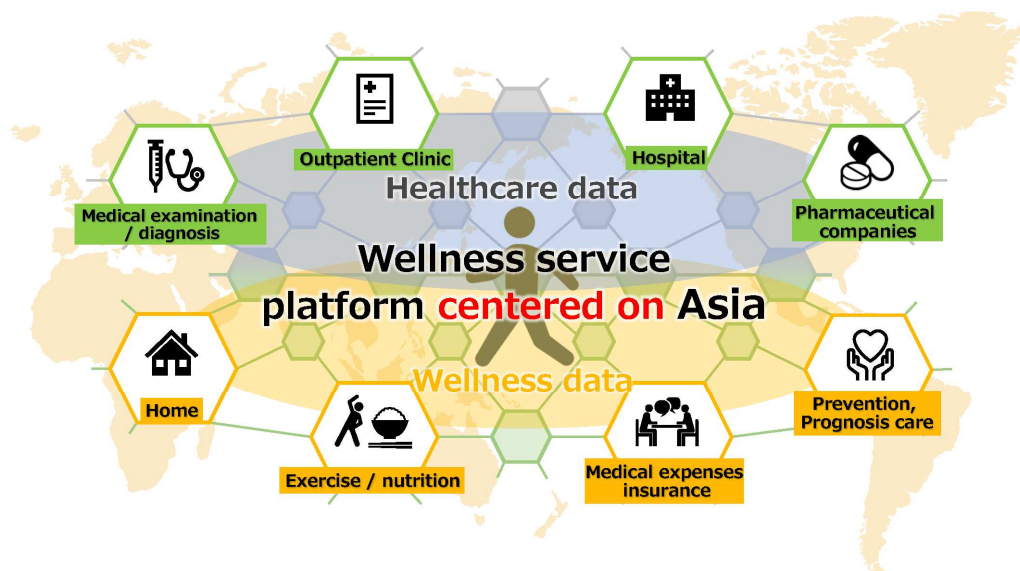 Outpatient Clinic
Hospital
Healthcare data
Medical examination
/ diagnosis
Pharmaceutical
companies
Wellness service
platform centered on Asia
Wellness data
Home
Prevention,
Prognosis care
Exercise / nutrition
Medical expenses
insurance